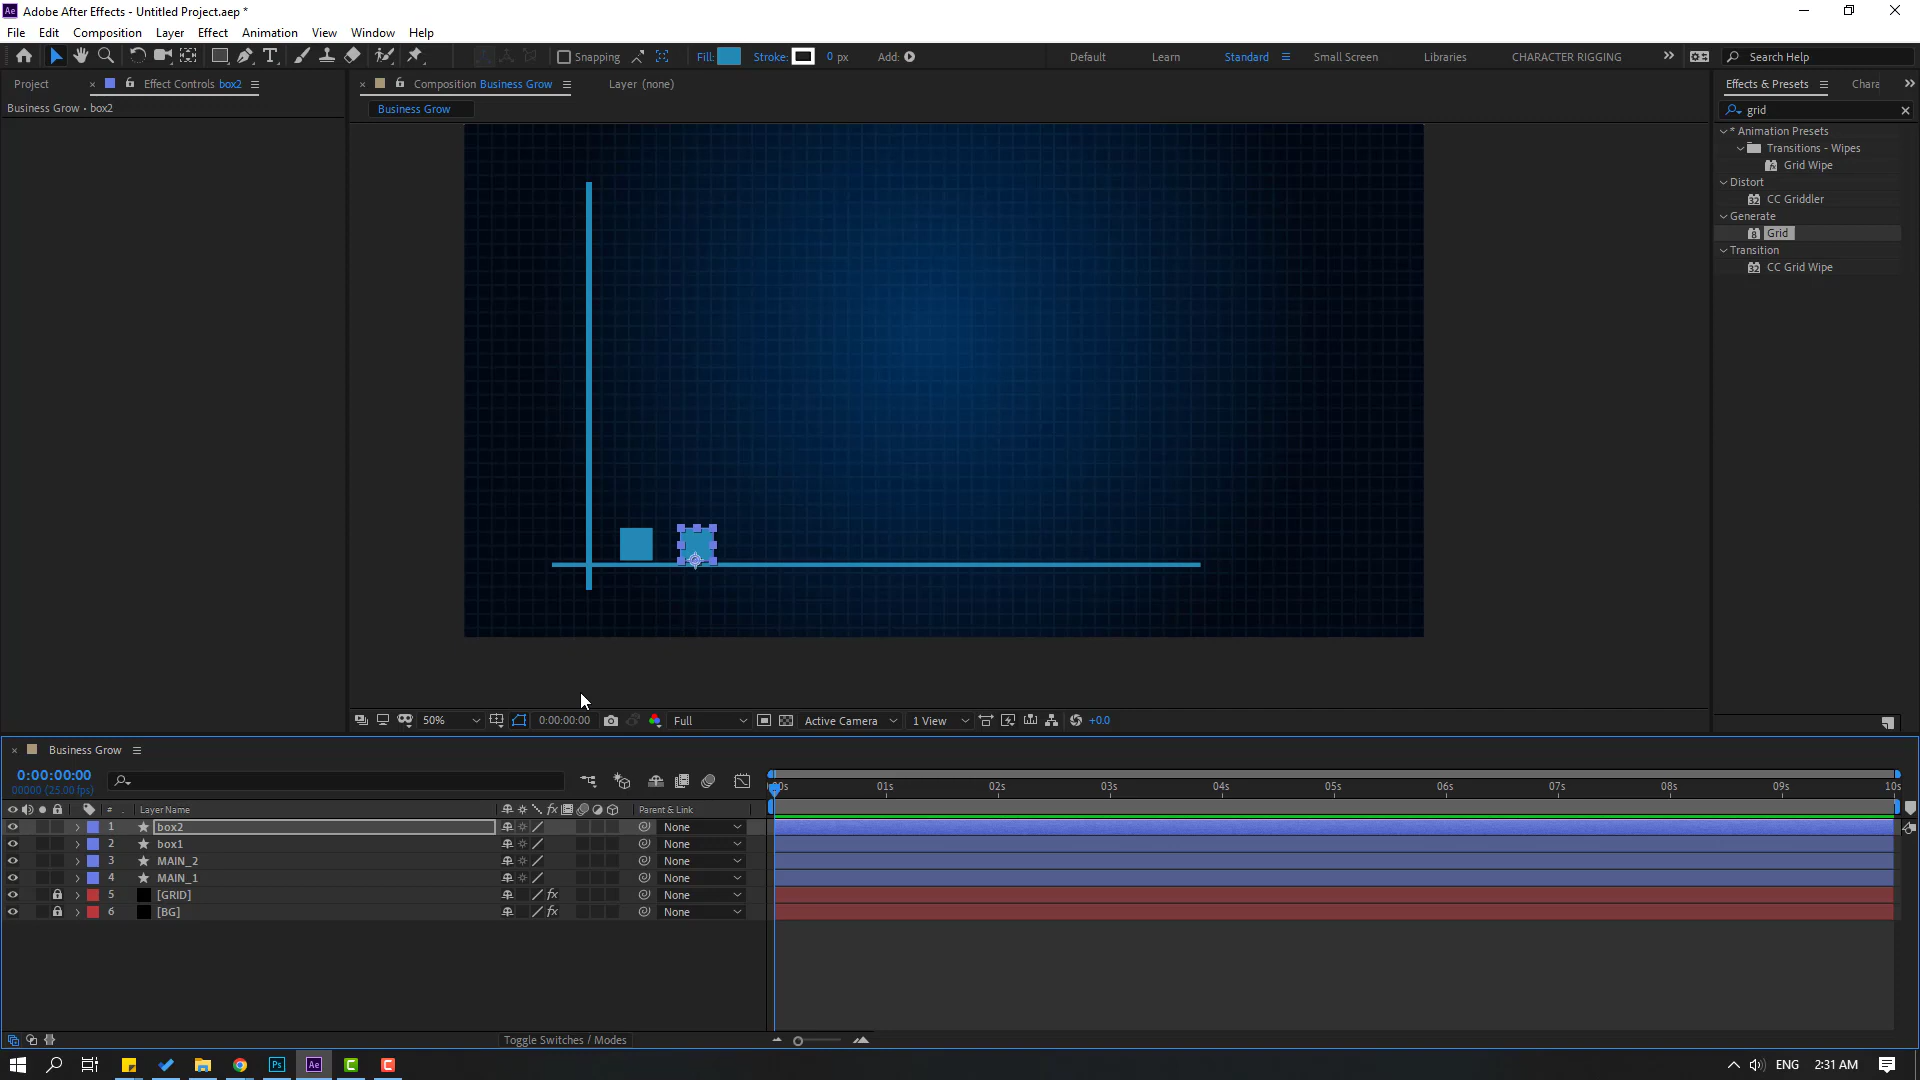 Ae Adobe After Effects - Untitled Project.aep *
File Edit Composition Layer Effect Animation View Window Help
Snapping Fill: Stroke: 0 px Add: Default Learn Standard Small Screen Libraries CHARACTER RIGGING Search Help
Project Effect Controls box2 Composition Business Grow Layer (none) Effects & Presets Chara
Business Grow • box2
Business Grow
grid
* Animation Presets
Transitions - Wipes
Grid Wipe
Distort
CC Griddler
Generate
Grid
Transition
CC Grid Wipe
50% 0:00:00:00 Full Active Camera 1 View +0.0
Business Grow
0:00:00:00
00000 (25.00 fps)
01s 02s 03s 04s 05s 06s 07s 08s 09s 10s
# Layer Name fx Parent & Link
1 box2 None
2 box1 None
3 MAIN_2 None
4 MAIN_1 None
5 [GRID] fx None
6 [BG] fx None
Toggle Switches / Modes
Ps Ae C C ENG 2:31 AM